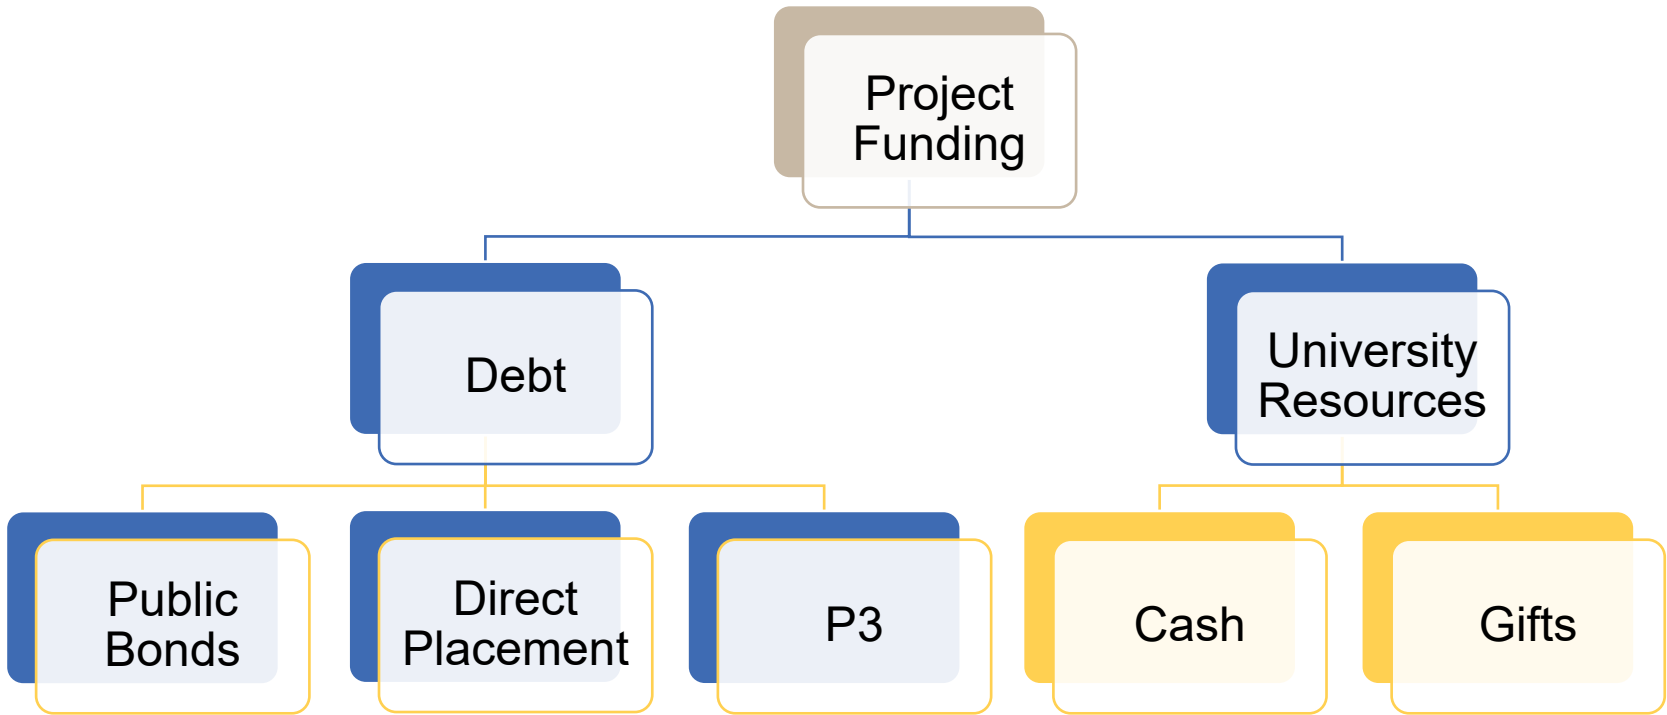 Project
Funding
Debt
University
Resources
Public
Bonds
Direct
Placement
P3
Cash
Gifts